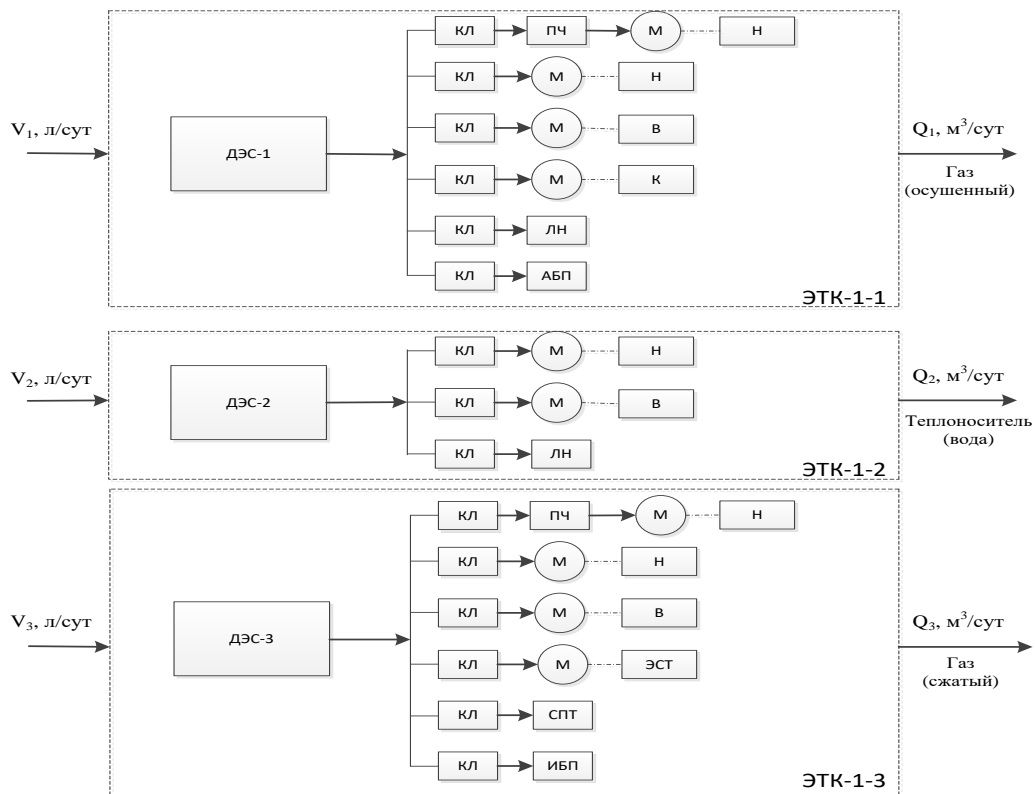 КЛ ПЧ М Н
КЛ М Н
V₁, л/сут
КЛ М В
Q₁, м³/сут
ДЭС-1
КЛ М К
Газ
(осушенный)
КЛ ЛН
КЛ АБП
ЭТК-1-1
КЛ М Н
V₂, л/сут
Q₂, м³/сут
ДЭС-2
КЛ М В
Теплоноситель
(вода)
КЛ ЛН
ЭТК-1-2
КЛ ПЧ М Н
КЛ М Н
V₃, л/сут
КЛ М В
Q₃, м³/сут
ДЭС-3
КЛ М ЭСТ
Газ
(сжатый)
КЛ СПТ
КЛ ИБП
ЭТК-1-3